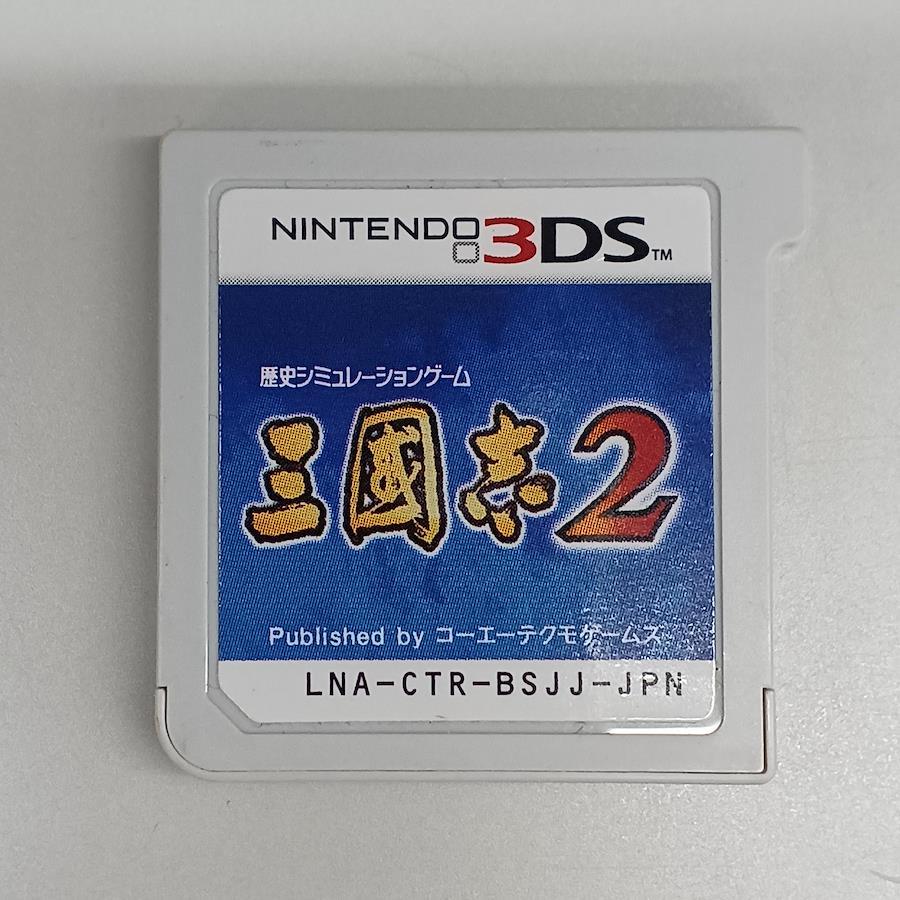 NINTENDO 3DS™
歴史シミュレーションゲーム
三國志2
Published by コーエーテクモゲームス
LNA-CTR-BSJJ-JPN